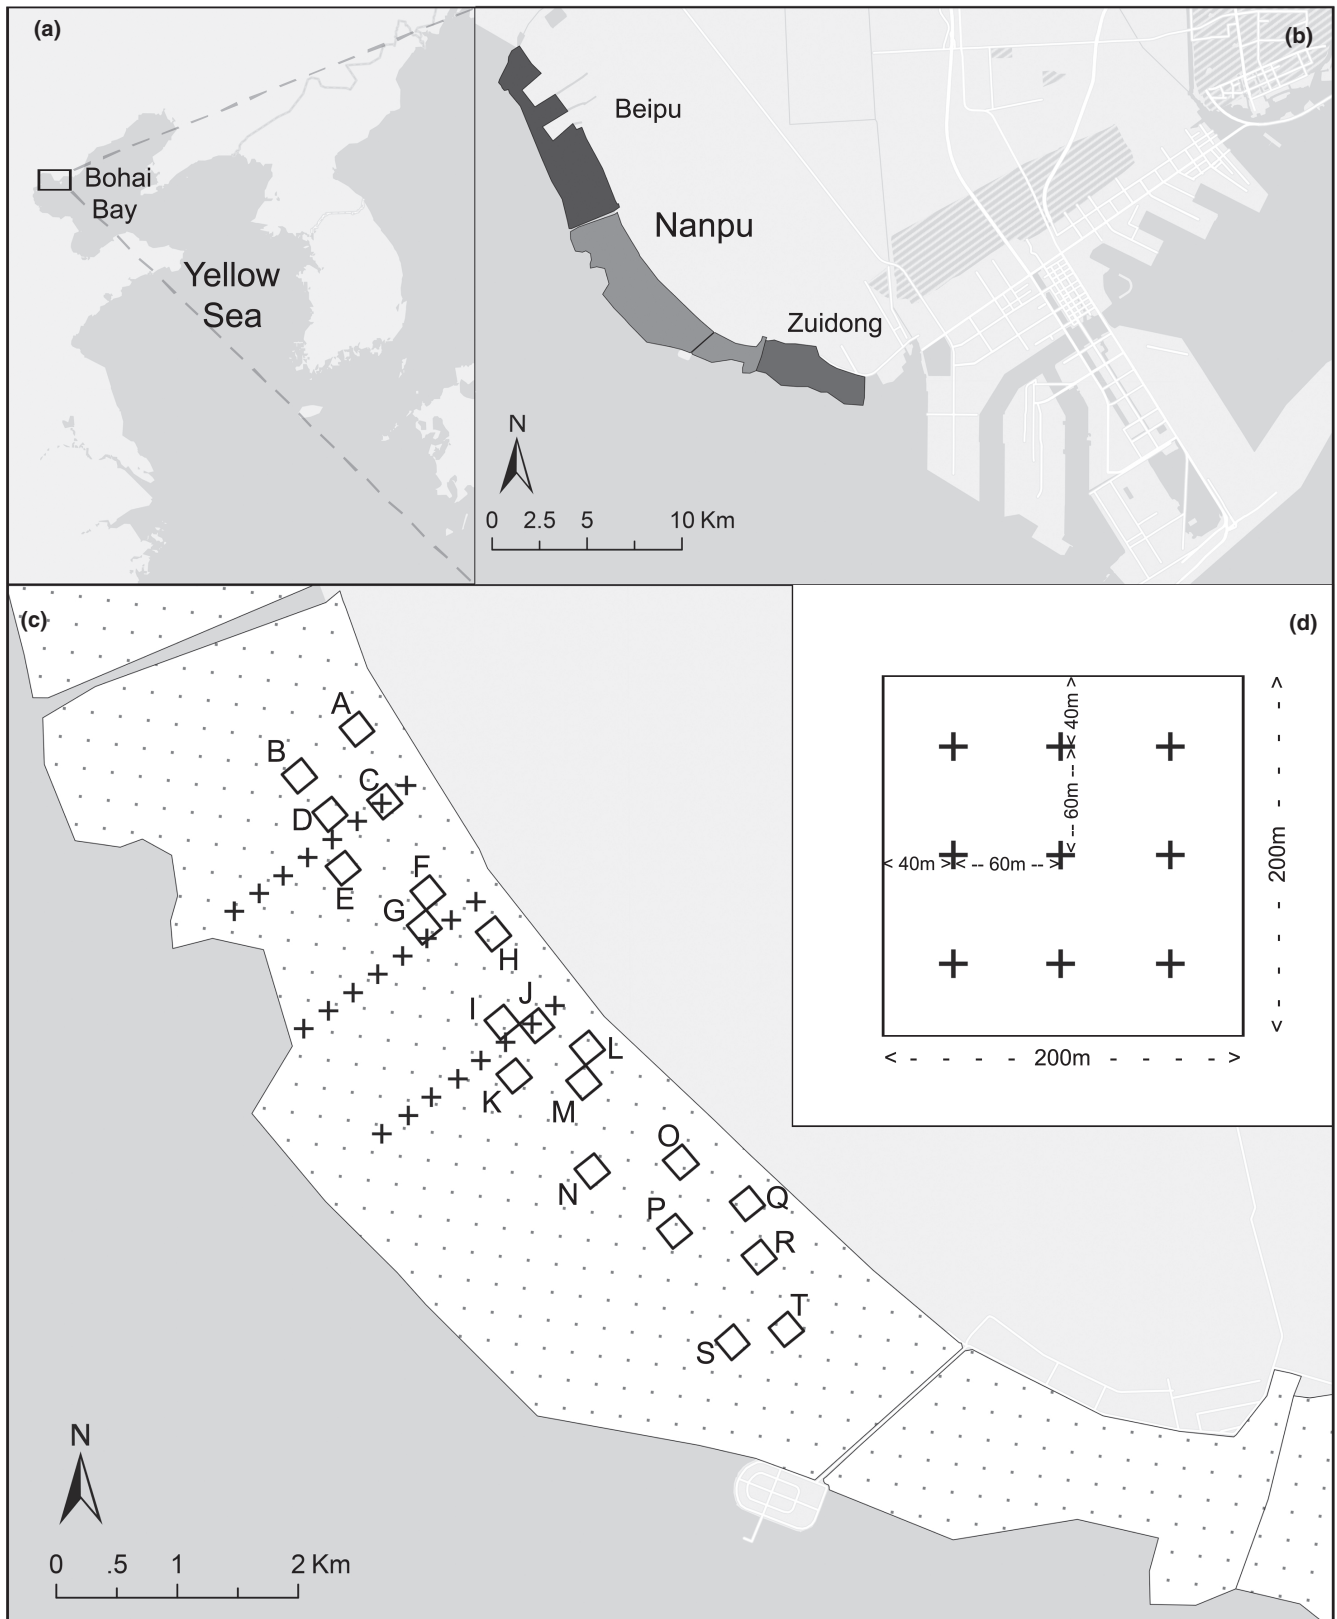 (a)
Bohai
Bay
Yellow
Sea
(b)
Beipu
Nanpu
Zuidong
N
0 2.5 5 10 Km
(c)
A
B
C
D
E
F
G
H
I
J
K
L
M
N
O
P
Q
R
S
T
N
0 .5 1 2 Km
(d)
< 40m >
< -- 60m -- >
< 40m > < -- 60m -- >
< - - - - 200m - - - - >
< - - - - 200m - - - - >